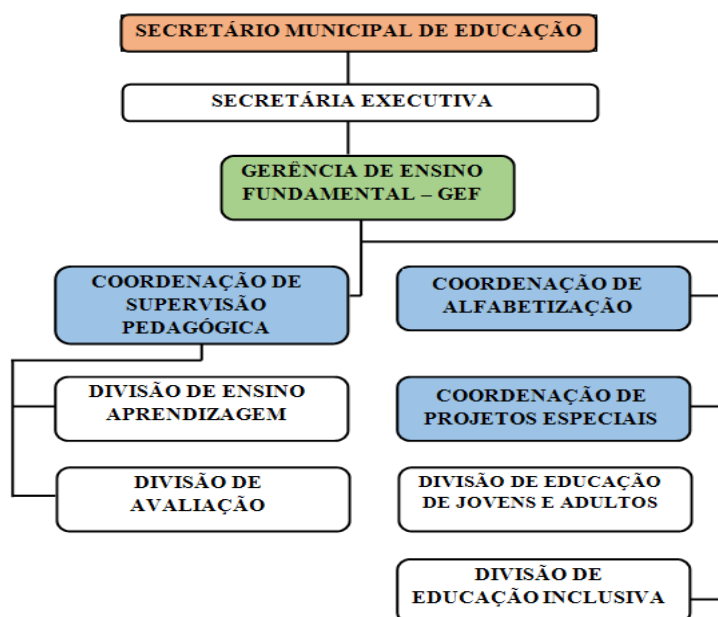 SECRETÁRIO MUNICIPAL DE EDUCAÇÃO
SECRETÁRIA EXECUTIVA
GERÊNCIA DE ENSINO
FUNDAMENTAL – GEF
COORDENAÇÃO DE
SUPERVISÃO
PEDAGÓGICA
COORDENAÇÃO DE
ALFABETIZAÇÃO
DIVISÃO DE ENSINO
APRENDIZAGEM
COORDENAÇÃO DE
PROJETOS ESPECIAIS
DIVISÃO DE
AVALIAÇÃO
DIVISÃO DE EDUCAÇÃO
DE JOVENS E ADULTOS
DIVISÃO DE
EDUCAÇÃO INCLUSIVA